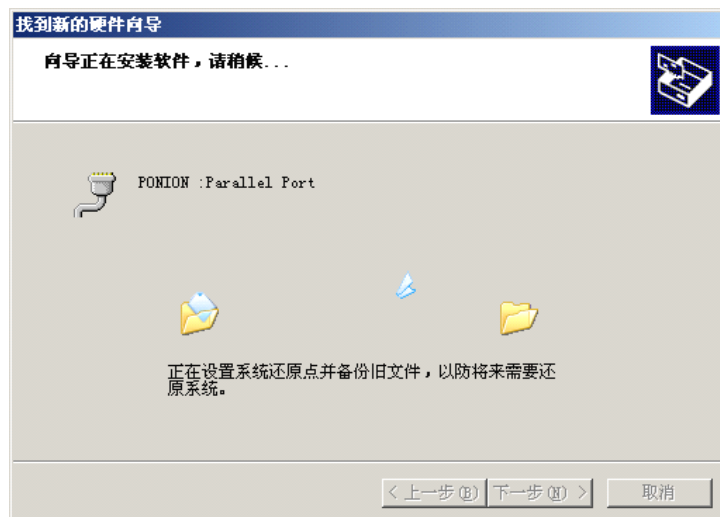 找到新的硬件向导
向导正在安装软件，请稍候...
PONION :Parallel Port
正在设置系统还原点并备份旧文件，以防将来需要还
原系统。
< 上一步(B) 下一步(N) > 取消